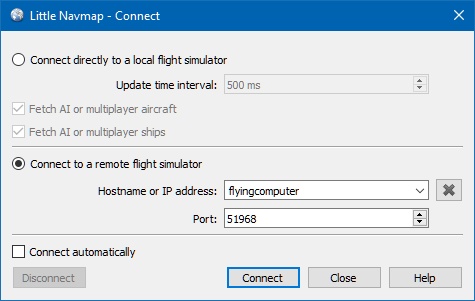 Little Navmap - Connect
Connect directly to a local flight simulator
Update time interval: 500 ms
Fetch AI or multiplayer aircraft
Fetch AI or multiplayer ships
Connect to a remote flight simulator
Hostname or IP address: flyingcomputer
Port: 51968
Connect automatically
Disconnect Connect Close Help